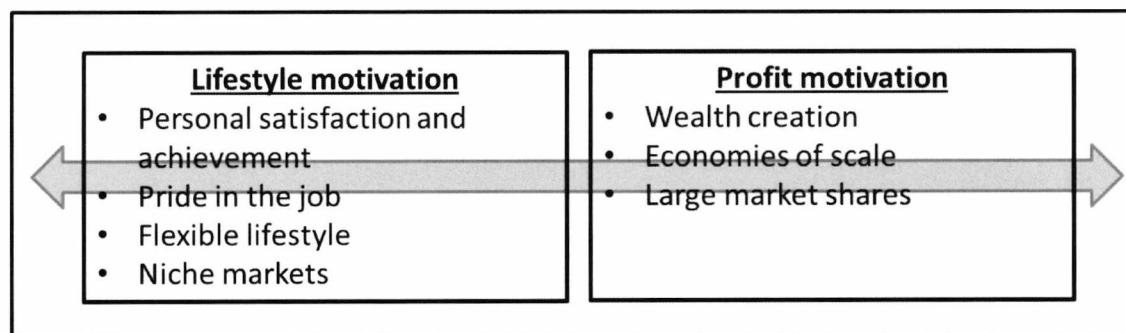 Lifestyle motivation
• Personal satisfaction and
achievement
• Pride in the job
• Flexible lifestyle
• Niche markets
Profit motivation
• Wealth creation
• Economies of scale
• Large market shares